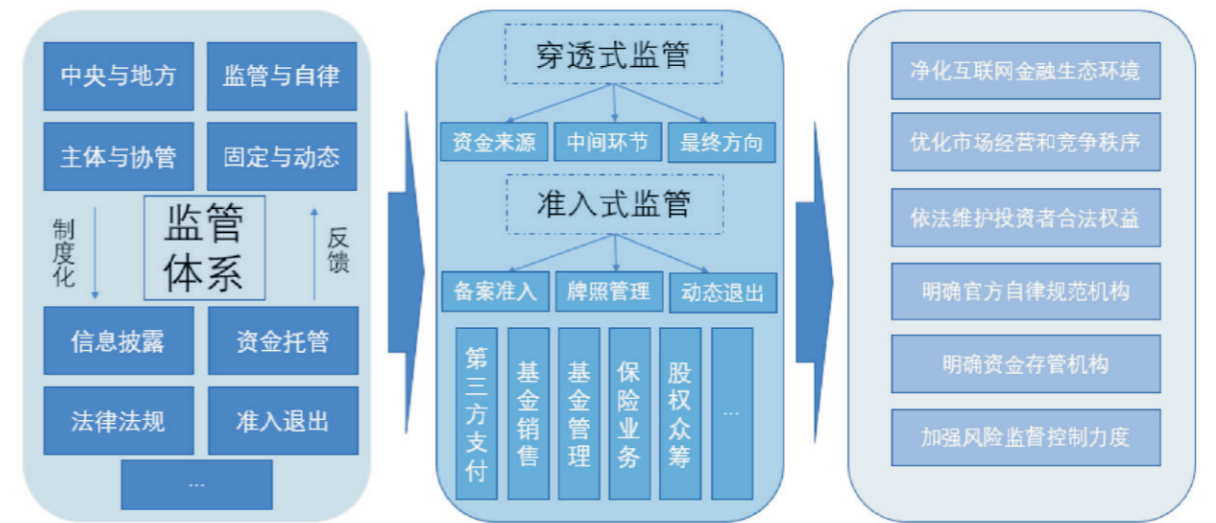 中央与地方
监管与自律
主体与协管
固定与动态
制度化
监管
体系
反馈
信息披露
资金托管
法律法规
准入退出
...
穿透式监管
资金来源
中间环节
最终方向
准入式监管
备案准入
牌照管理
动态退出
第三方支付
基金销售
基金管理
保险业务
股权众筹
...
净化互联网金融生态环境
优化市场经营和竞争秩序
依法维护投资者合法权益
明确官方自律规范机构
明确资金存管机构
加强风险监督控制力度